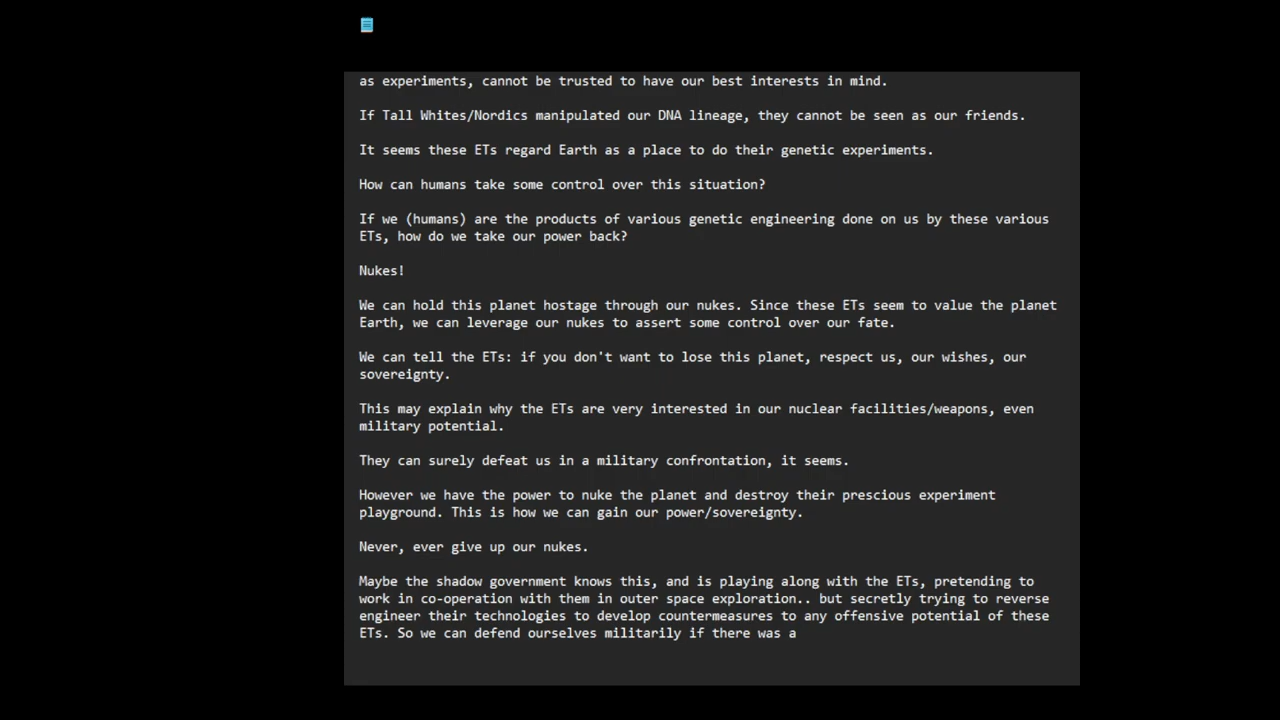 as experiments, cannot be trusted to have our best interests in mind.
If Tall Whites/Nordics manipulated our DNA lineage, they cannot be seen as our friends.
It seems these ETs regard Earth as a place to do their genetic experiments.
How can humans take some control over this situation?
If we (humans) are the products of various genetic engineering done on us by these various
ETs, how do we take our power back?
Nukes!
We can hold this planet hostage through our nukes. Since these ETs seem to value the planet
Earth, we can leverage our nukes to assert some control over our fate.
We can tell the ETs: if you don't want to lose this planet, respect us, our wishes, our
sovereignty.
This may explain why the ETs are very interested in our nuclear facilities/weapons, even
military potential.
They can surely defeat us in a military confrontation, it seems.
However we have the power to nuke the planet and destroy their prescious experiment
playground. This is how we can gain our power/sovereignty.
Never, ever give up our nukes.
Maybe the shadow government knows this, and is playing along with the ETs, pretending to
work in co-operation with them in outer space exploration.. but secretly trying to reverse
engineer their technologies to develop countermeasures to any offensive potential of these
ETs. So we can defend ourselves militarily if there was a